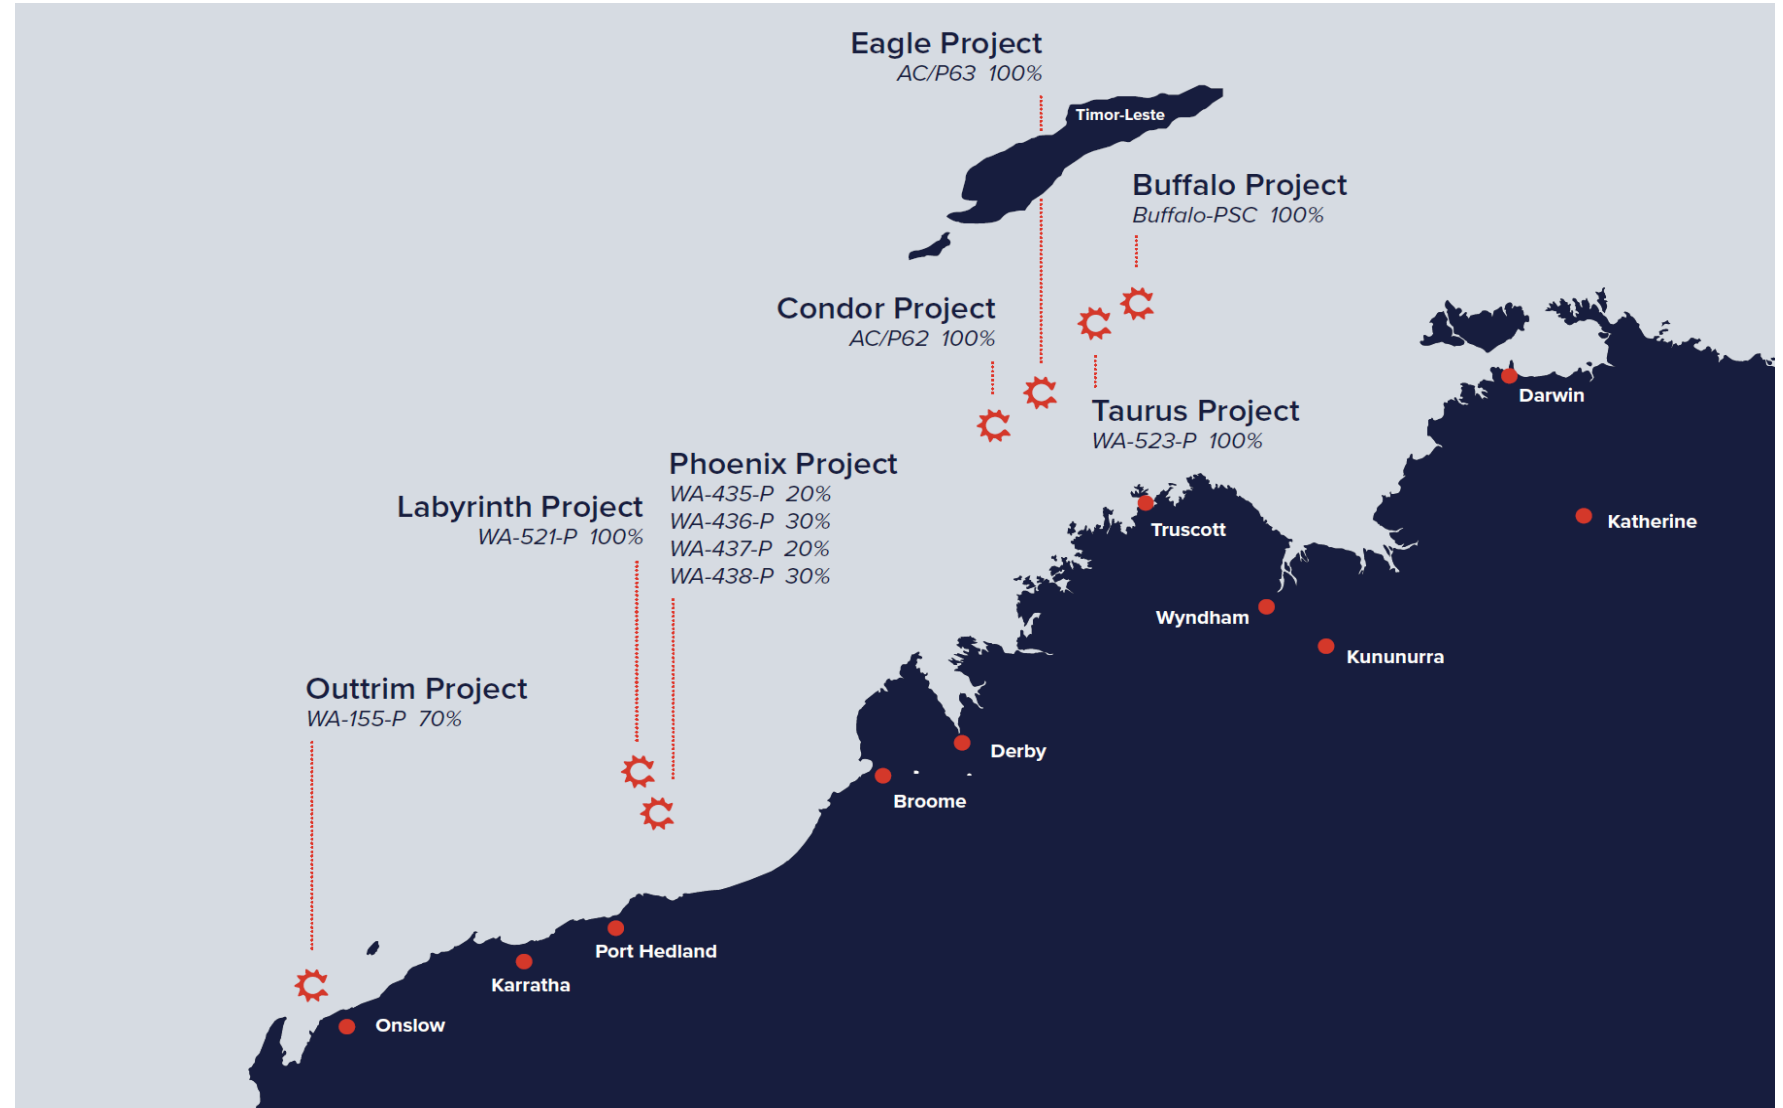 Eagle Project
AC/P63 100%
Timor-Leste
Buffalo Project
Buffalo-PSC 100%
Condor Project
AC/P62 100%
Taurus Project
WA-523-P 100%
Darwin
Phoenix Project
WA-435-P 20%
WA-436-P 30%
WA-437-P 20%
WA-438-P 30%
Labyrinth Project
WA-521-P 100%
Truscott
Katherine
Wyndham
Kununurra
Outtrim Project
WA-155-P 70%
Derby
Broome
Port Hedland
Karratha
Onslow